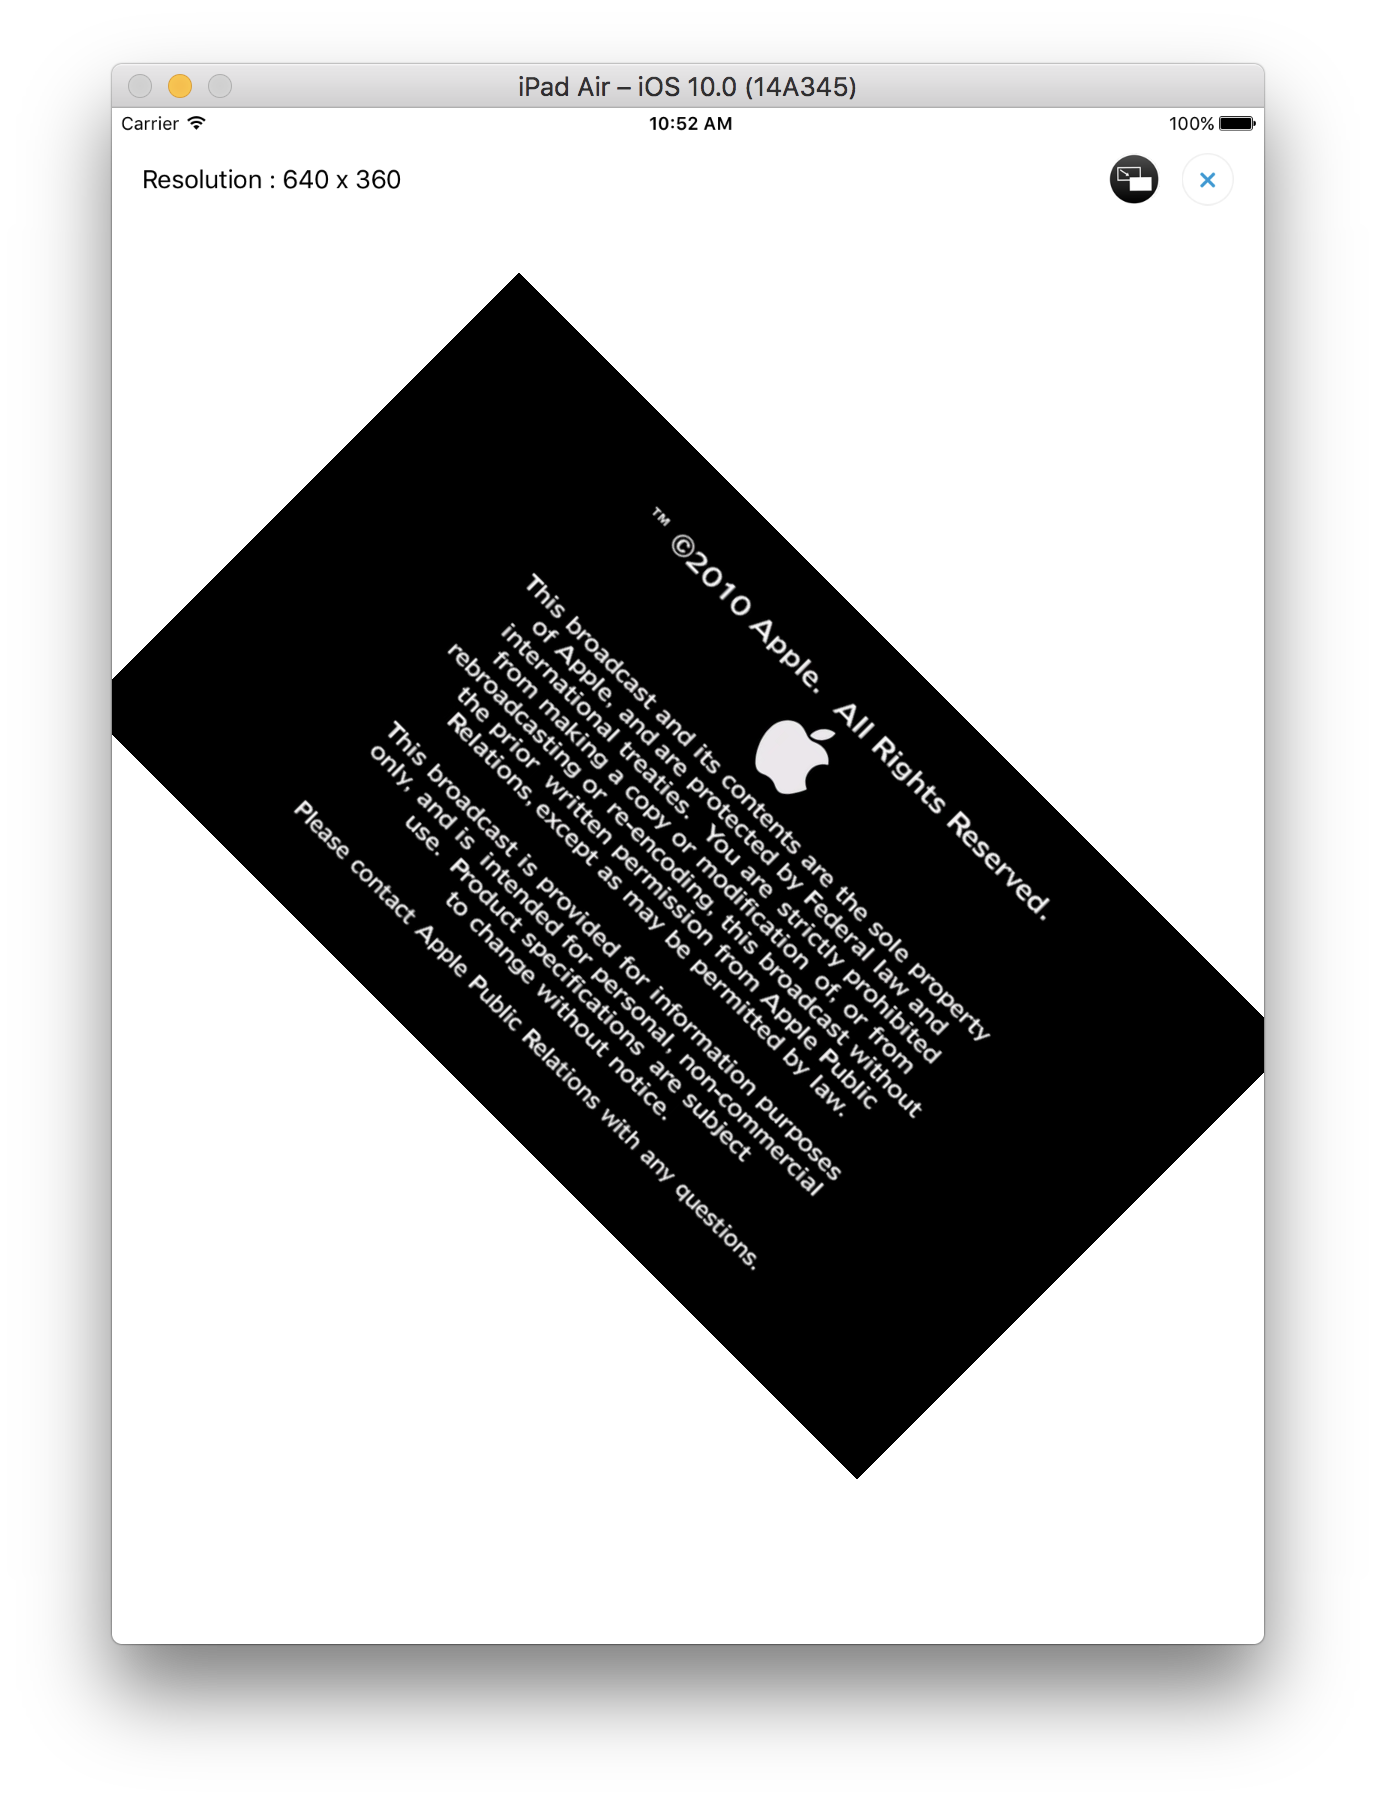 iPad Air – iOS 10.0 (14A345)
Carrier 10:52 AM 100%
Resolution : 640 x 360
™ ©2010 Apple. All Rights Reserved.
This broadcast and its contents are the sole property
of Apple, and are protected by Federal law and
international treaties. You are strictly prohibited
from making a copy or modification of, or from
rebroadcasting or re-encoding, this broadcast without
the prior written permission from Apple Public
Relations, except as may be permitted by law.
This broadcast is provided for information purposes
only, and is intended for personal, non-commercial
use. Product specifications are subject
to change without notice.
Please contact Apple Public Relations with any questions.